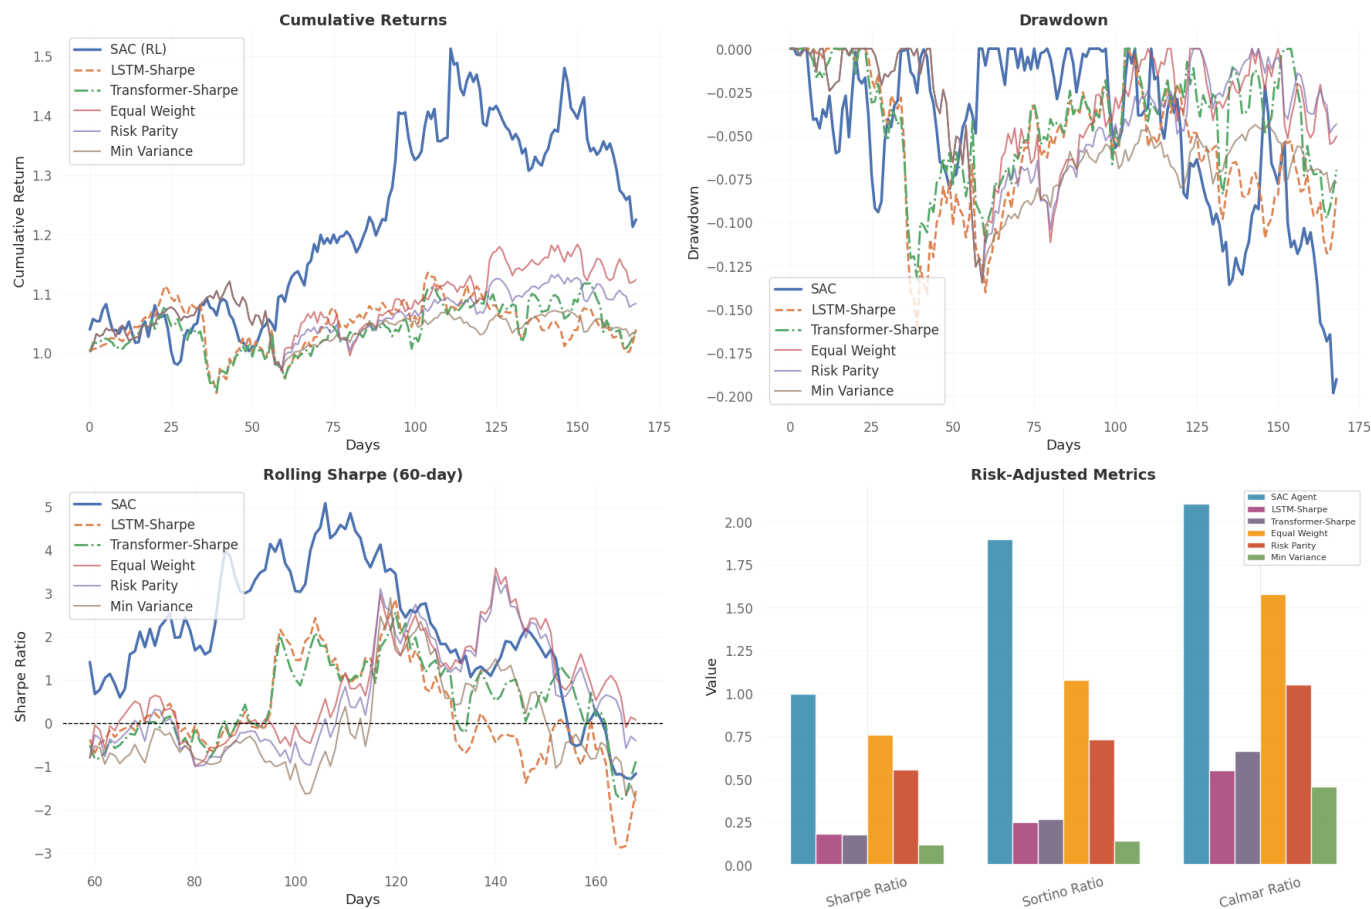 Cumulative Returns
SAC (RL)
LSTM-Sharpe
Transformer-Sharpe
Equal Weight
Risk Parity
Min Variance
Cumulative Return
1.5
1.4
1.3
1.2
1.1
1.0
0 25 50 75 100 125 150 175
Days
Drawdown
SAC
LSTM-Sharpe
Transformer-Sharpe
Equal Weight
Risk Parity
Min Variance
Drawdown
0.000
−0.025
−0.050
−0.075
−0.100
−0.125
−0.150
−0.175
−0.200
0 25 50 75 100 125 150 175
Days
Rolling Sharpe (60-day)
SAC
LSTM-Sharpe
Transformer-Sharpe
Equal Weight
Risk Parity
Min Variance
Sharpe Ratio
5
4
3
2
1
0
−1
−2
−3
60 80 100 120 140 160
Days
Risk-Adjusted Metrics
SAC Agent
LSTM-Sharpe
Transformer-Sharpe
Equal Weight
Risk Parity
Min Variance
Value
2.00
1.75
1.50
1.25
1.00
0.75
0.50
0.25
0.00
Sharpe Ratio
Sortino Ratio
Calmar Ratio